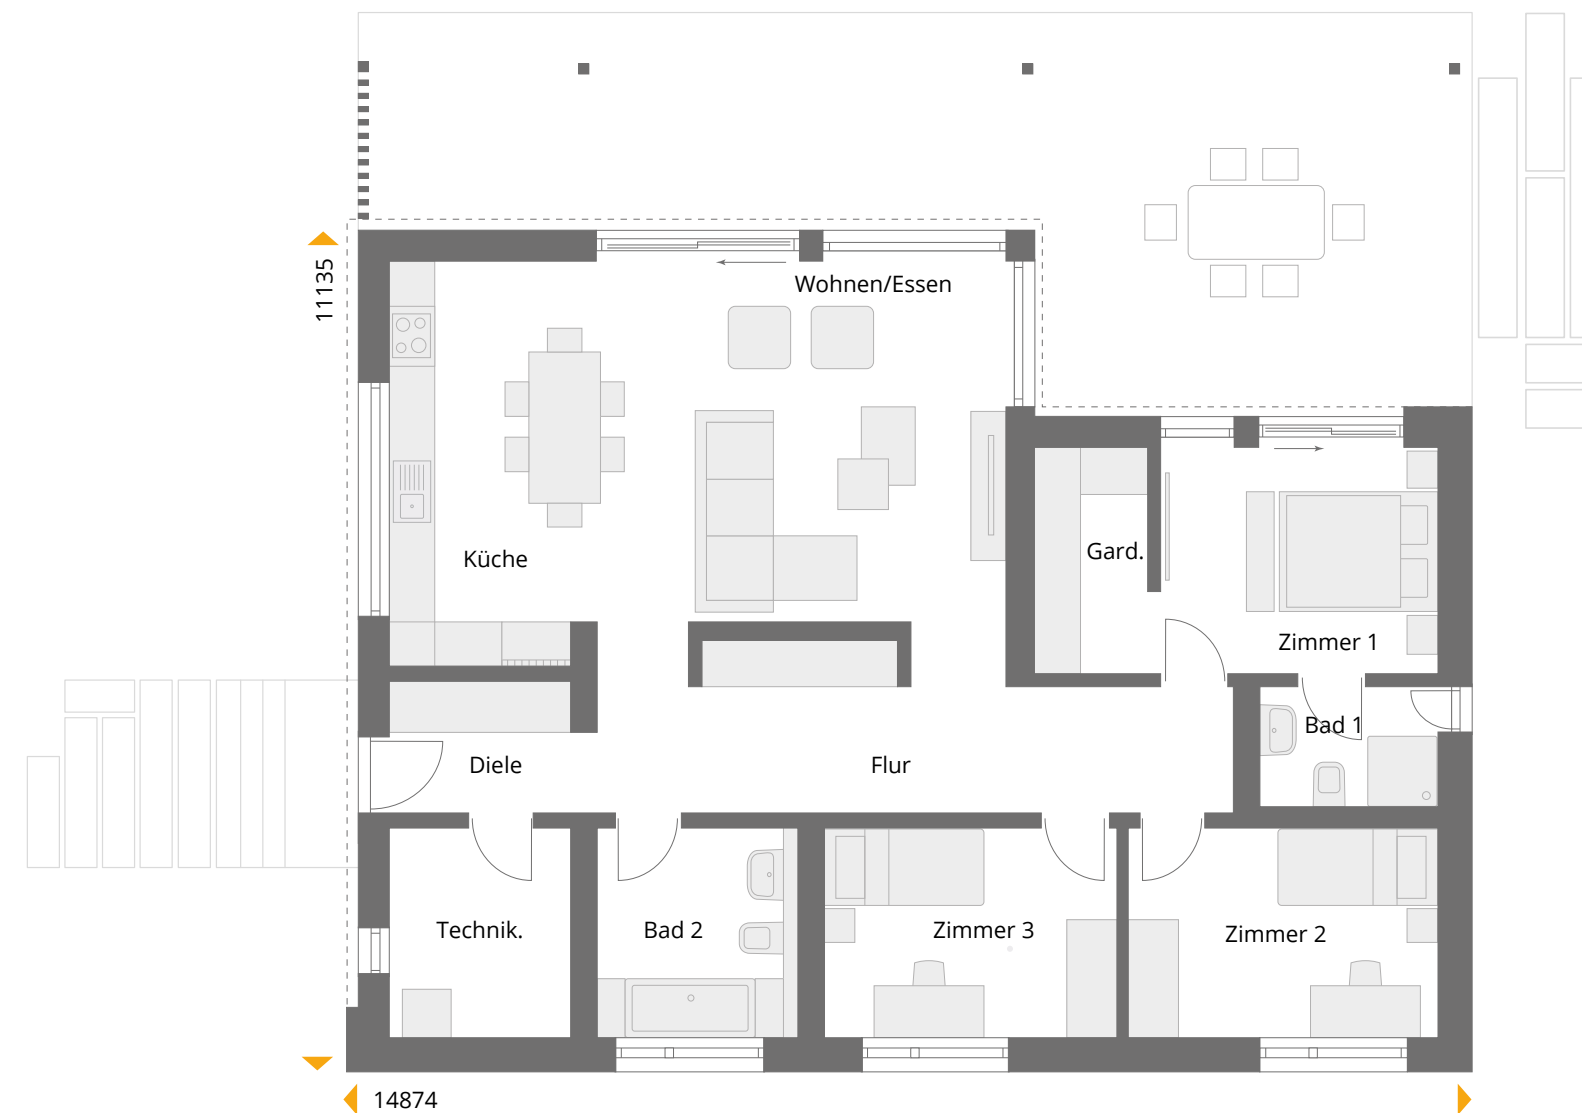 11135
Wohnen/Essen
Küche
Gard.
Zimmer 1
Bad 1
Diele
Flur
Technik.
Bad 2
Zimmer 3
Zimmer 2
14874